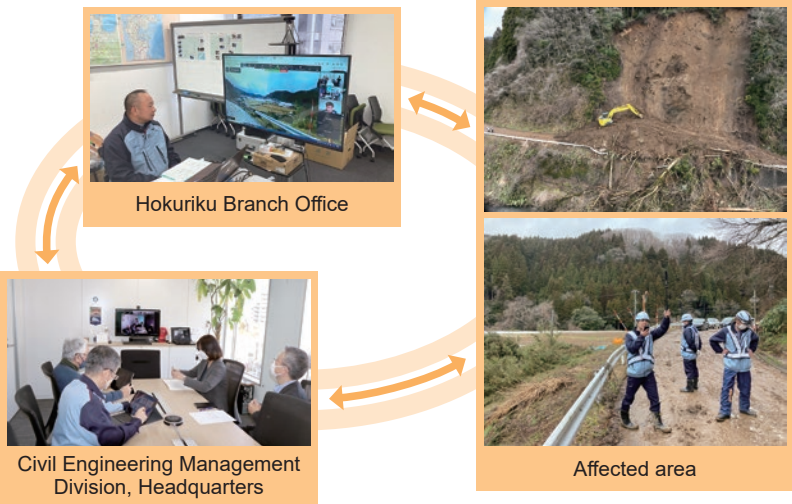 Hokuriku Branch Office
Civil Engineering Management
Division, Headquarters
Affected area